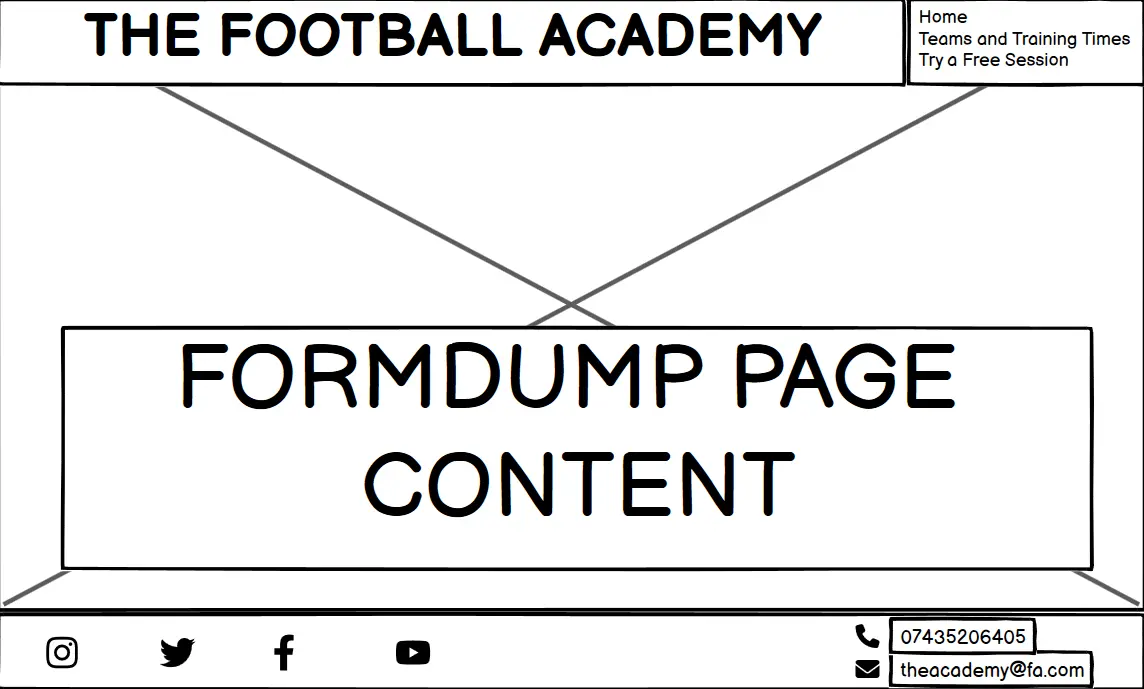 THE FOOTBALL ACADEMY
Home
Teams and Training Times
Try a Free Session
FORMDUMP PAGE
CONTENT
07435206405
theacademy@fa.com